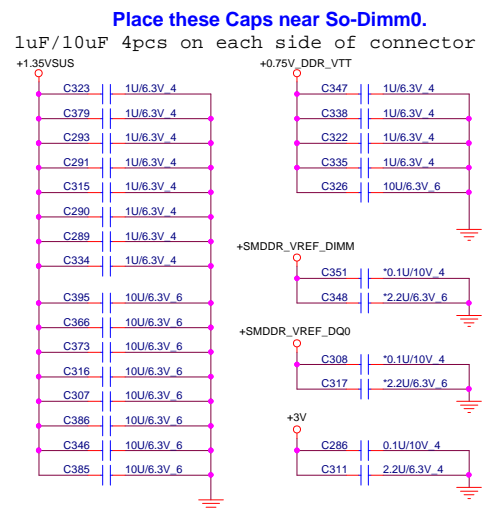 Place these Caps near So-Dimm0.
1uF/10uF 4pcs on each side of connector
+1.35VSUS
C323 1U/6.3V_4
C379 1U/6.3V_4
C293 1U/6.3V_4
C291 1U/6.3V_4
C315 1U/6.3V_4
C290 1U/6.3V_4
C289 1U/6.3V_4
C334 1U/6.3V_4
C395 10U/6.3V_6
C366 10U/6.3V_6
C373 10U/6.3V_6
C316 10U/6.3V_6
C307 10U/6.3V_6
C386 10U/6.3V_6
C346 10U/6.3V_6
C385 10U/6.3V_6
+0.75V_DDR_VTT
C347 1U/6.3V_4
C338 1U/6.3V_4
C322 1U/6.3V_4
C335 1U/6.3V_4
C326 10U/6.3V_6
+SMDDR_VREF_DIMM
C351 *0.1U/10V_4
C348 *2.2U/6.3V_6
+SMDDR_VREF_DQ0
C308 *0.1U/10V_4
C317 *2.2U/6.3V_6
+3V
C286 0.1U/10V_4
C311 2.2U/6.3V_4